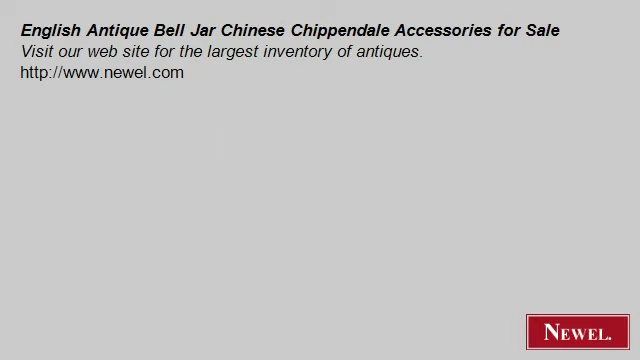 English Antique Bell Jar Chinese Chippendale Accessories for Sale
Visit our web site for the largest inventory of antiques.
http://www.newel.com
NEWEL.